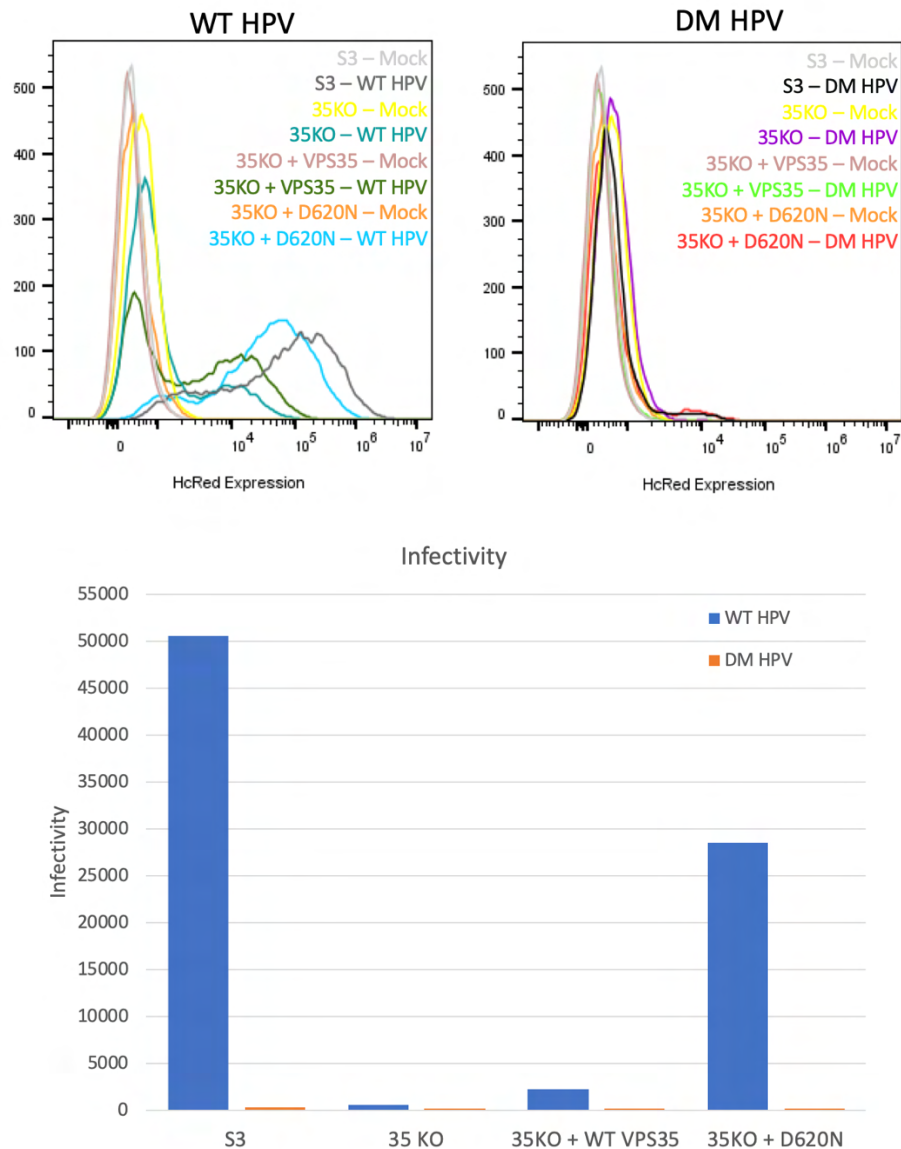 WT HPV
S3 – Mock
S3 – WT HPV
35KO – Mock
35KO – WT HPV
35KO + VPS35 – Mock
35KO + VPS35 – WT HPV
35KO + D620N – Mock
35KO + D620N – WT HPV
500
400
300
200
100
0
0 10^4 10^5 10^6 10^7
HcRed Expression
DM HPV
S3 – Mock
S3 – DM HPV
35KO – Mock
35KO – DM HPV
35KO + VPS35 – Mock
35KO + VPS35 – DM HPV
35KO + D620N – Mock
35KO + D620N – DM HPV
500
400
300
200
100
0
0 10^4 10^5 10^6 10^7
HcRed Expression
Infectivity
55000
50000
45000
40000
35000
30000
25000
20000
15000
10000
5000
0
Infectivity
WT HPV
DM HPV
S3 35 KO 35KO + WT VPS35 35KO + D620N